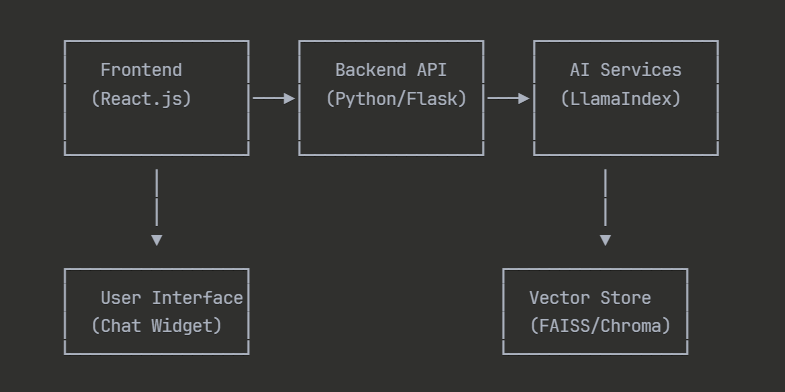 Frontend Backend API AI Services
(React.js) (Python/Flask) (LlamaIndex)
User Interface Vector Store
(Chat Widget) (FAISS/Chroma)